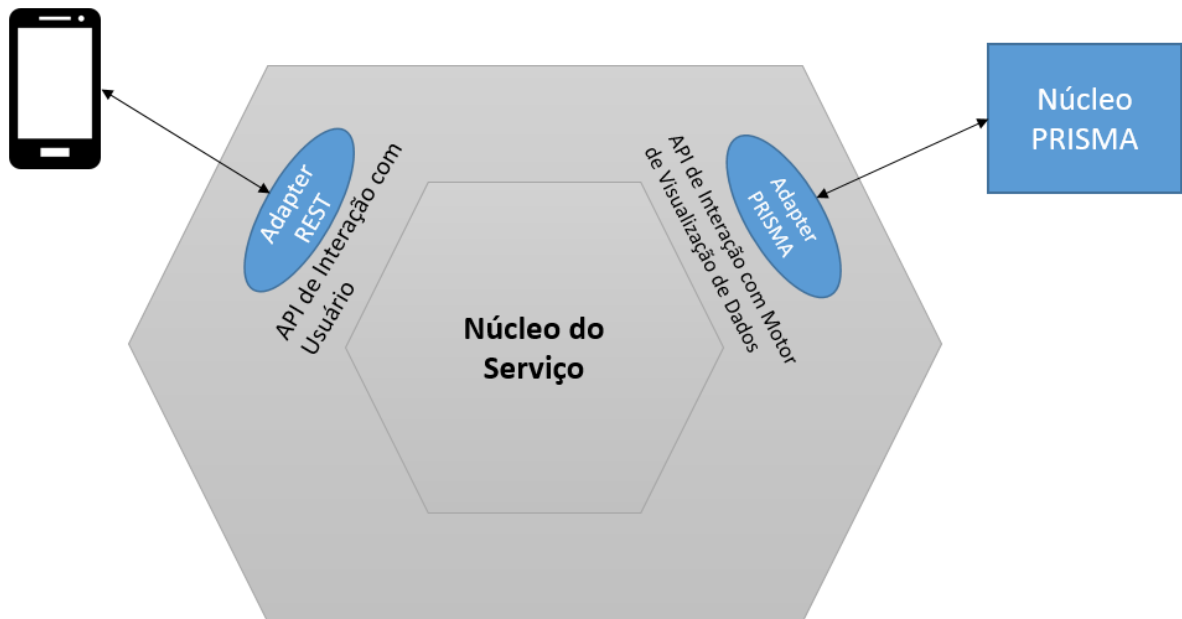 Adapter
REST
API de Interação com
Usuário
Núcleo do
Serviço
Adapter
PRISMA
API de Interação com Motor
de Visualização de Dados
Núcleo
PRISMA